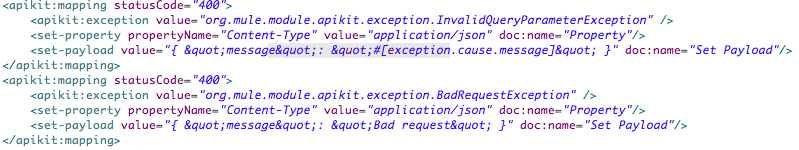 <apikit:mapping statusCode="400">
<apikit:exception value="org.mule.module.apikit.exception.InvalidQueryParameterException" />
<set-property propertyName="Content-Type" value="application/json" doc:name="Property"/>
<set-payload value="{ &quot;message&quot;: &quot;#[exception.cause.message]&quot; }" doc:name="Set Payload"/>
</apikit:mapping>
<apikit:mapping statusCode="400">
<apikit:exception value="org.mule.module.apikit.exception.BadRequestException" />
<set-property propertyName="Content-Type" value="application/json" doc:name="Property"/>
<set-payload value="{ &quot;message&quot;: &quot;Bad request&quot; }" doc:name="Set Payload"/>
</apikit:mapping>